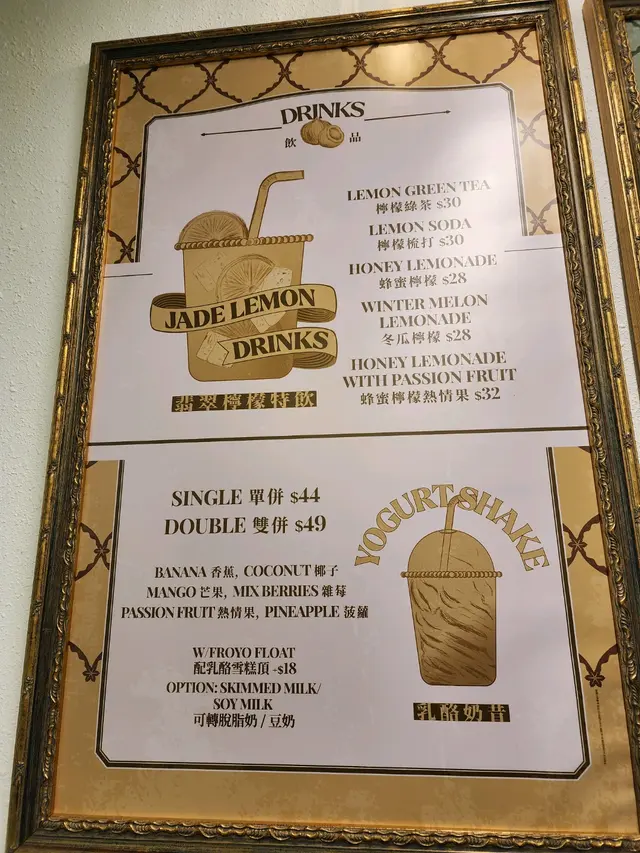 DRINKS
飲 品
LEMON GREEN TEA
檸檬綠茶 $30
LEMON SODA
檸檬梳打 $30
HONEY LEMONADE
蜂蜜檸檬 $28
WINTER MELON
LEMONADE
冬瓜檸檬 $28
HONEY LEMONADE
WITH PASSION FRUIT
蜂蜜檸檬熱情果 $32
JADE LEMON
DRINKS
翡翠檸檬特飲
SINGLE 單併 $44
DOUBLE 雙併 $49
BANANA 香蕉, COCONUT 椰子
MANGO 芒果, MIX BERRIES 雜莓
PASSION FRUIT 熱情果, PINEAPPLE 菠蘿
W/FROYO FLOAT
配乳酪雪糕頂 +$18
OPTION: SKIMMED MILK/
SOY MILK
可轉脫脂奶 / 豆奶
YOGURT SHAKE
乳酪奶昔